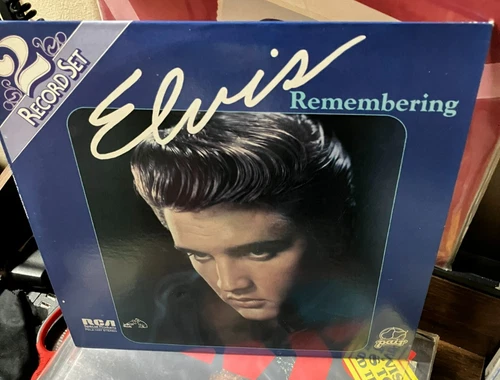 2
RECORD SET
Elvis
Remembering
RCA
pair